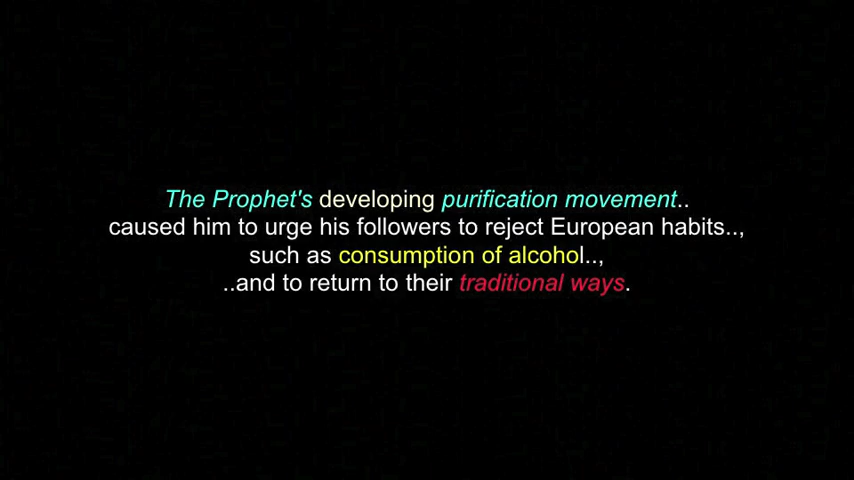 The Prophet's developing purification movement..
caused him to urge his followers to reject European habits..,
such as consumption of alcohol..,
..and to return to their traditional ways.